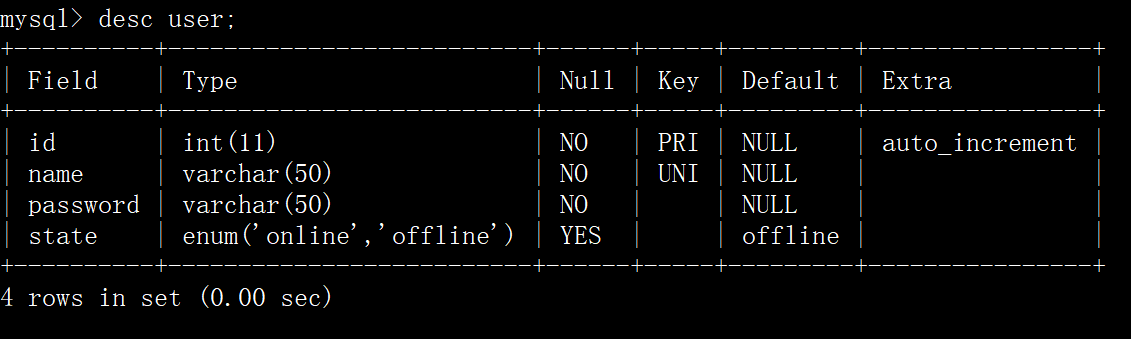 mysql> desc user;
+----------+--------------------------+------+-----+---------+----------------+
| Field    | Type                     | Null | Key | Default | Extra          |
+----------+--------------------------+------+-----+---------+----------------+
| id       | int(11)                  | NO   | PRI | NULL    | auto_increment |
| name     | varchar(50)              | NO   | UNI | NULL    |                |
| password | varchar(50)              | NO   |     | NULL    |                |
| state    | enum('online','offline') | YES  |     | offline |                |
+----------+--------------------------+------+-----+---------+----------------+
4 rows in set (0.00 sec)